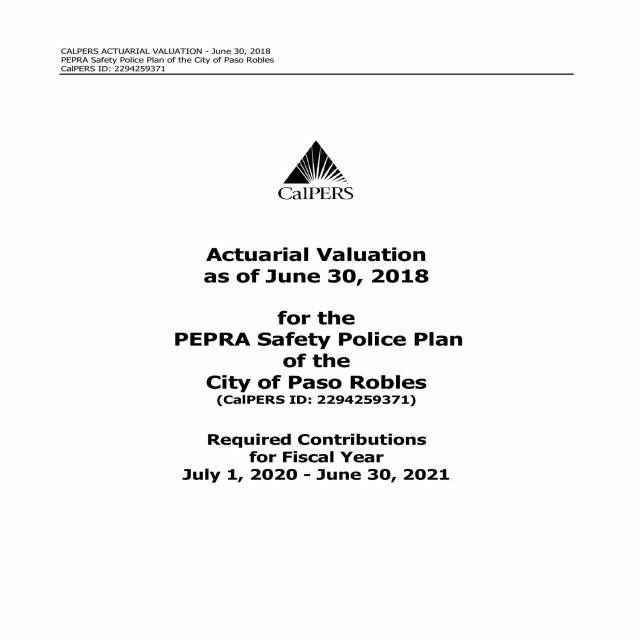 CALPERS ACTUARIAL VALUATION - June 30, 2018
PEPRA Safety Police Plan of the City of Paso Robles
CalPERS ID: 2294259371
CalPERS
Actuarial Valuation
as of June 30, 2018
for the
PEPRA Safety Police Plan
of the
City of Paso Robles
(CalPERS ID: 2294259371)
Required Contributions
for Fiscal Year
July 1, 2020 - June 30, 2021